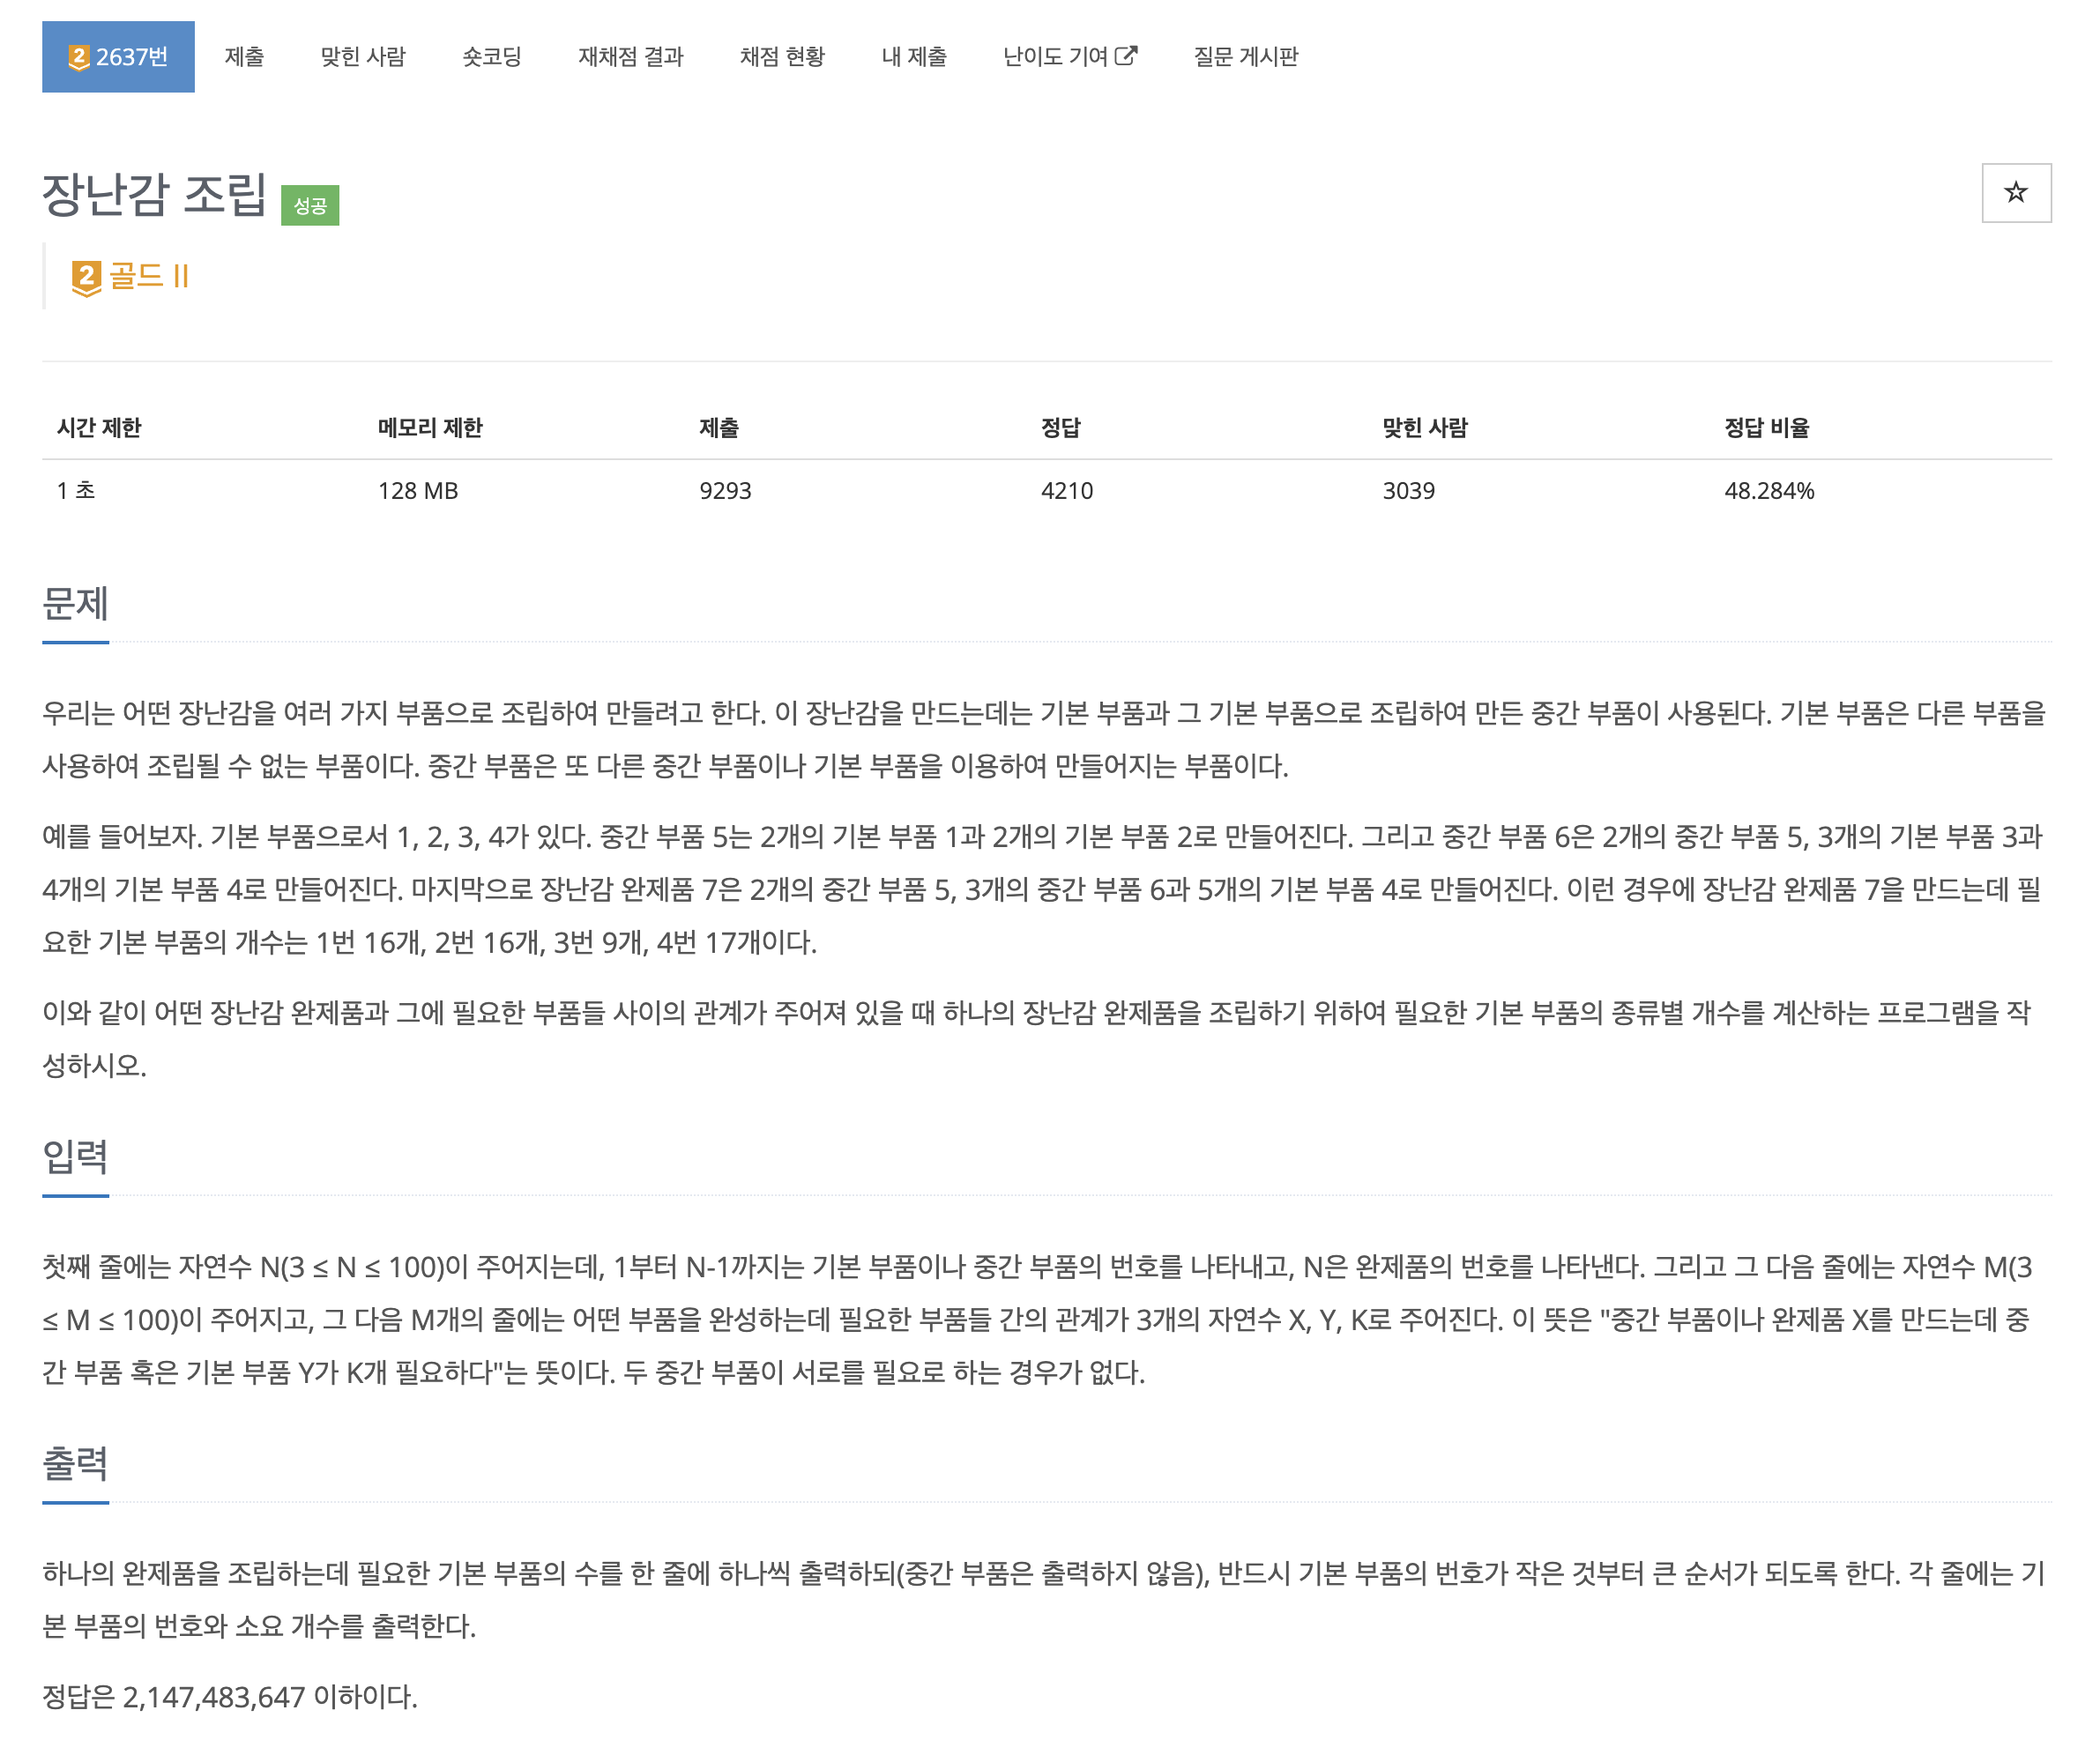 2 2637번 제출 맞힌 사람 숏코딩 재채점 결과 채점 현황 내 제출 난이도 기여 질문 게시판
장난감 조립 성공
2 골드 II
시간 제한 메모리 제한 제출 정답 맞힌 사람 정답 비율
1 초 128 MB 9293 4210 3039 48.284%
문제
우리는 어떤 장난감을 여러 가지 부품으로 조립하여 만들려고 한다. 이 장난감을 만드는데는 기본 부품과 그 기본 부품으로 조립하여 만든 중간 부품이 사용된다. 기본 부품은 다른 부품을
사용하여 조립될 수 없는 부품이다. 중간 부품은 또 다른 중간 부품이나 기본 부품을 이용하여 만들어지는 부품이다.
예를 들어보자. 기본 부품으로서 1, 2, 3, 4가 있다. 중간 부품 5는 2개의 기본 부품 1과 2개의 기본 부품 2로 만들어진다. 그리고 중간 부품 6은 2개의 중간 부품 5, 3개의 기본 부품 3과
4개의 기본 부품 4로 만들어진다. 마지막으로 장난감 완제품 7은 2개의 중간 부품 5, 3개의 중간 부품 6과 5개의 기본 부품 4로 만들어진다. 이런 경우에 장난감 완제품 7을 만드는데 필
요한 기본 부품의 개수는 1번 16개, 2번 16개, 3번 9개, 4번 17개이다.
이와 같이 어떤 장난감 완제품과 그에 필요한 부품들 사이의 관계가 주어져 있을 때 하나의 장난감 완제품을 조립하기 위하여 필요한 기본 부품의 종류별 개수를 계산하는 프로그램을 작
성하시오.
입력
첫째 줄에는 자연수 N(3 ≤ N ≤ 100)이 주어지는데, 1부터 N-1까지는 기본 부품이나 중간 부품의 번호를 나타내고, N은 완제품의 번호를 나타낸다. 그리고 그 다음 줄에는 자연수 M(3
≤ M ≤ 100)이 주어지고, 그 다음 M개의 줄에는 어떤 부품을 완성하는데 필요한 부품들 간의 관계가 3개의 자연수 X, Y, K로 주어진다. 이 뜻은 "중간 부품이나 완제품 X를 만드는데 중
간 부품 혹은 기본 부품 Y가 K개 필요하다"는 뜻이다. 두 중간 부품이 서로를 필요로 하는 경우가 없다.
출력
하나의 완제품을 조립하는데 필요한 기본 부품의 수를 한 줄에 하나씩 출력하되(중간 부품은 출력하지 않음), 반드시 기본 부품의 번호가 작은 것부터 큰 순서가 되도록 한다. 각 줄에는 기
본 부품의 번호와 소요 개수를 출력한다.
정답은 2,147,483,647 이하이다.